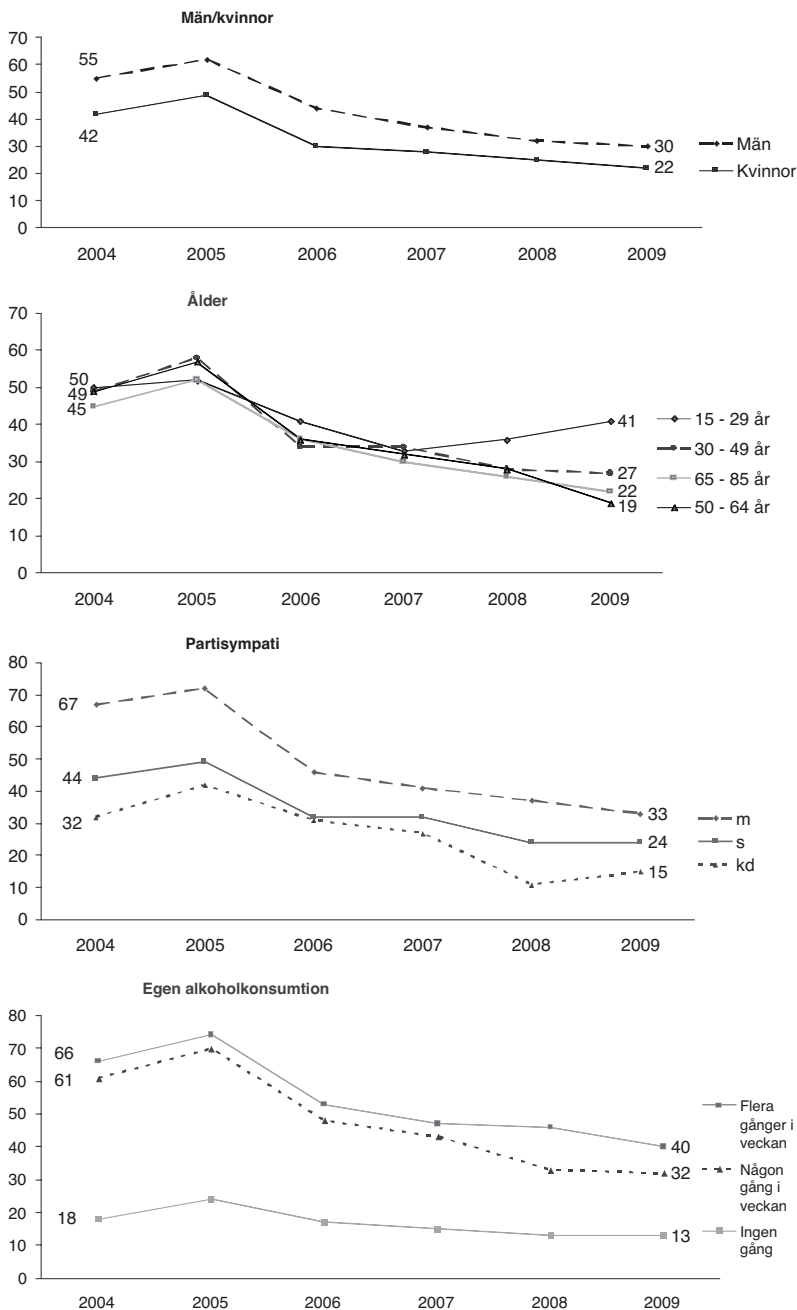 Män/kvinnor
70
60
50
40
30
20
10
0
55
42
30
22
Män
Kvinnor
2004 2005 2006 2007 2008 2009
Ålder
70
60
50
40
30
20
10
0
50
49
45
41
27
22
19
15 - 29 år
30 - 49 år
65 - 85 år
50 - 64 år
2004 2005 2006 2007 2008 2009
Partisympati
80
70
60
50
40
30
20
10
0
67
44
32
33
24
15
m
s
kd
2004 2005 2006 2007 2008 2009
Egen alkoholkonsumtion
80
70
60
50
40
30
20
10
0
66
61
18
40
32
13
Flera
gånger i
veckan
Någon
gång i
veckan
Ingen
gång
2004 2005 2006 2007 2008 2009